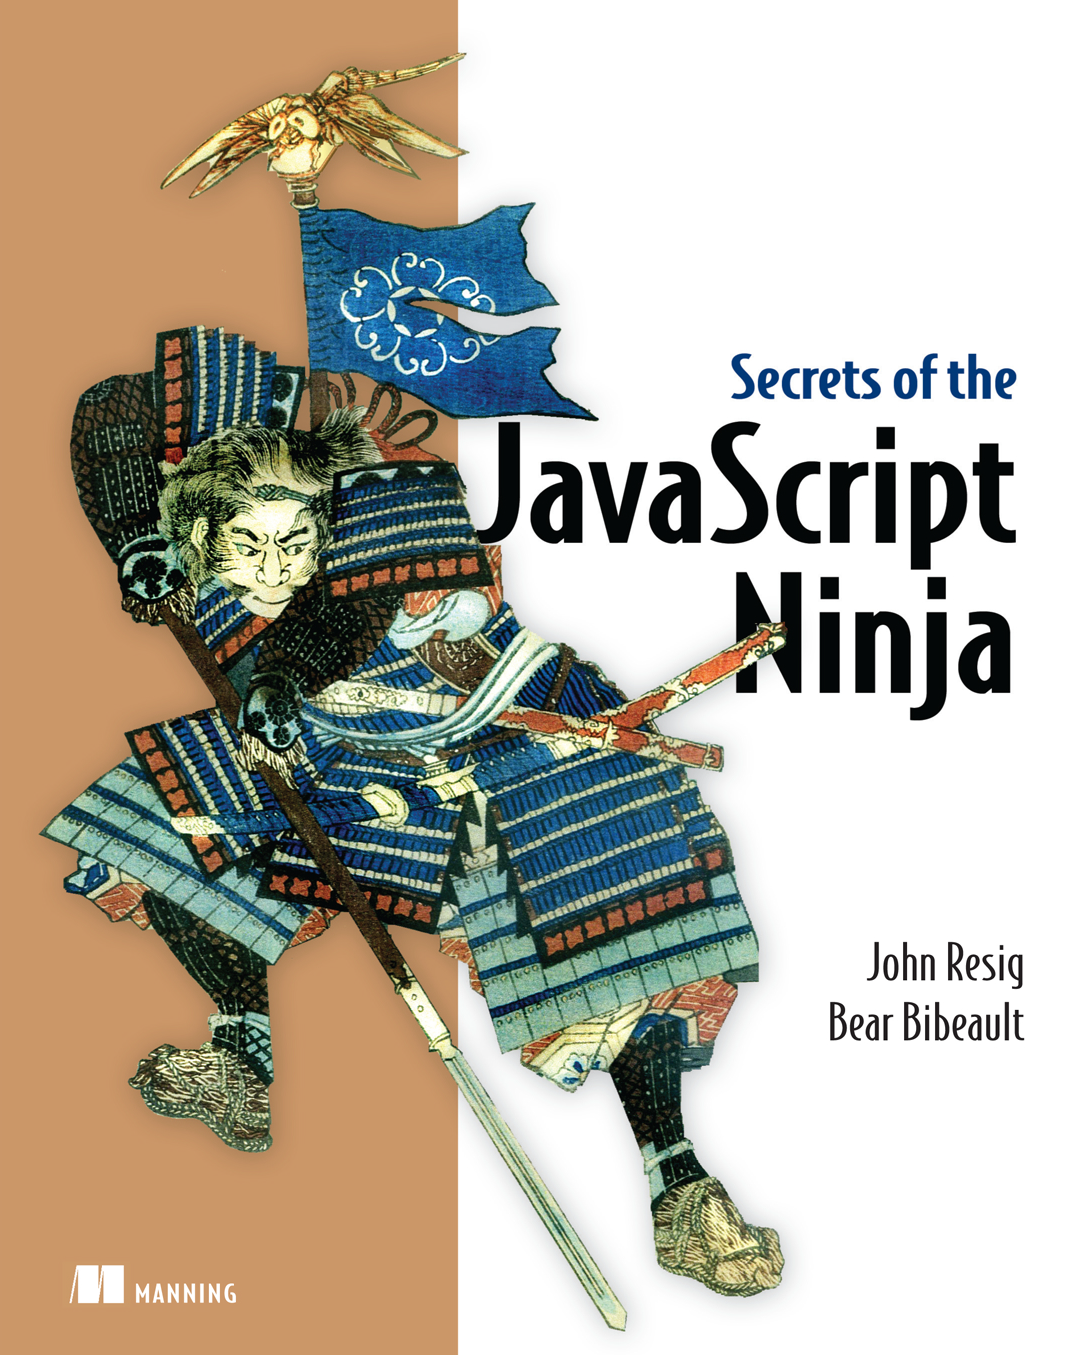 Secrets of the
JavaScript
Ninja
John Resig
Bear Bibeault
MANNING